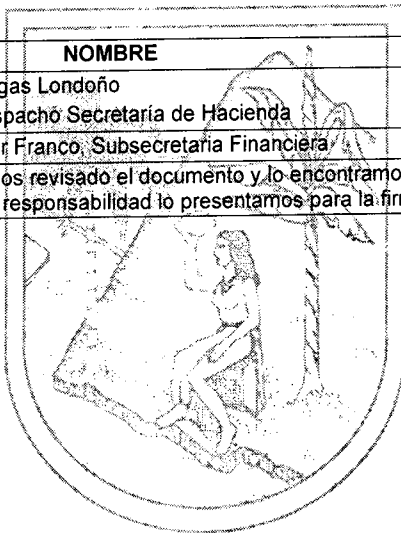 NOMBRE
gas Londoño
spacho Secretaría de Hacienda
r Franco, Subsecretaria Financiera
os revisado el documento y lo encontramo
responsabilidad lo presentamos para la fir